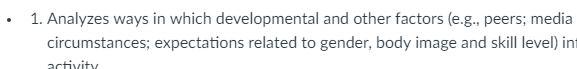 • 1. Analyzes ways in which developmental and other factors (e.g., peers; media
circumstances; expectations related to gender, body image and skill level)
activity